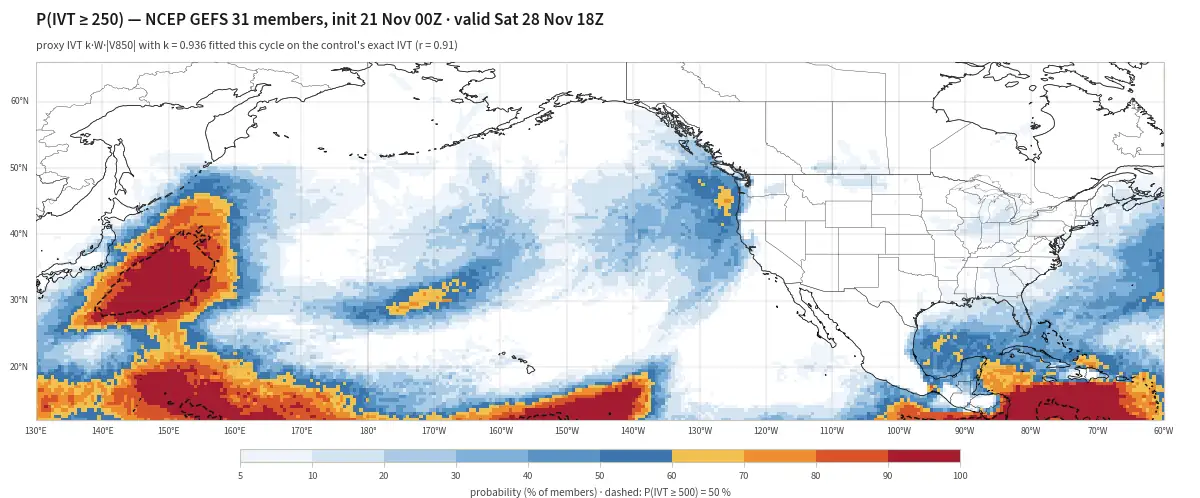 P(IVT ≥ 250) — NCEP GEFS 31 members, init 21 Nov 00Z · valid Sat 28 Nov 18Z
proxy IVT k·W·|V850| with k = 0.936 fitted this cycle on the control's exact IVT (r = 0.91)
60°N
50°N
40°N
30°N
20°N
130°E 140°E 150°E 160°E 170°E 180° 170°W 160°W 150°W 140°W 130°W 120°W 110°W 100°W 90°W 80°W 70°W 60°W
5 10 20 30 40 50 60 70 80 90 100
probability (% of members) · dashed: P(IVT ≥ 500) = 50 %